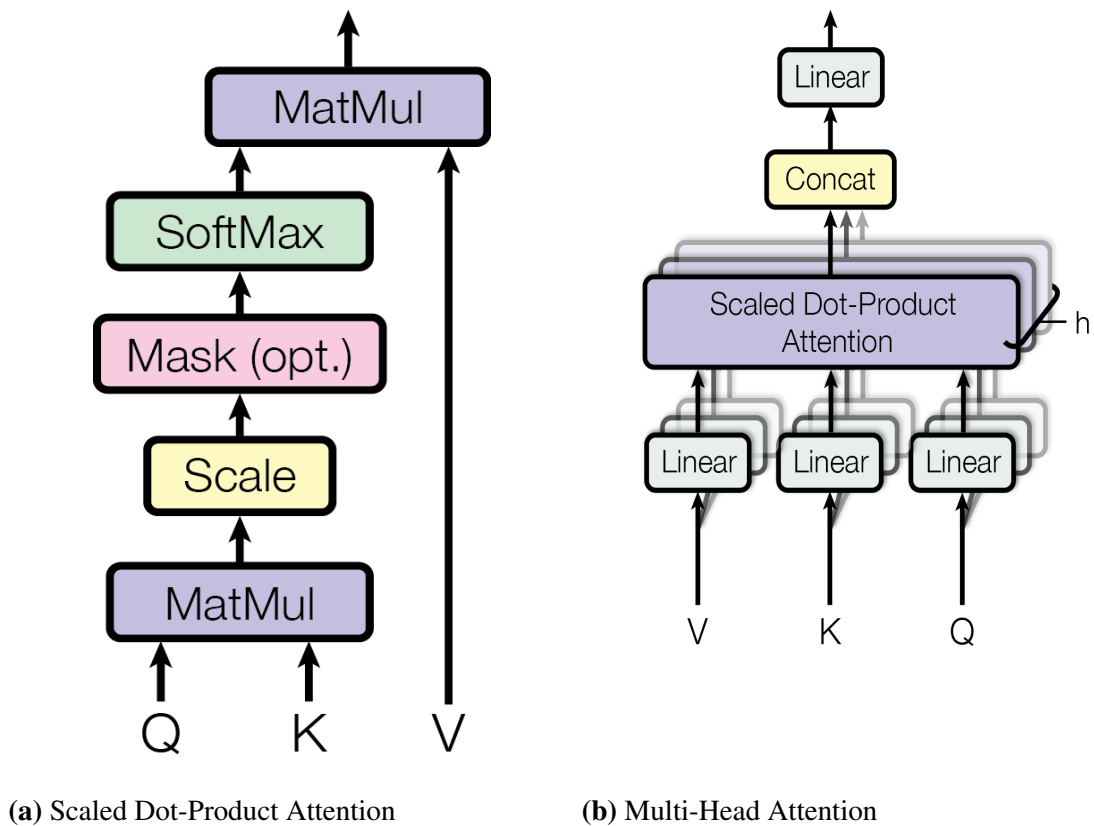 MatMul
SoftMax
Mask (opt.)
Scale
MatMul
Q K V
(a) Scaled Dot-Product Attention
Linear
Concat
Scaled Dot-Product
Attention
h
Linear Linear Linear
V K Q
(b) Multi-Head Attention